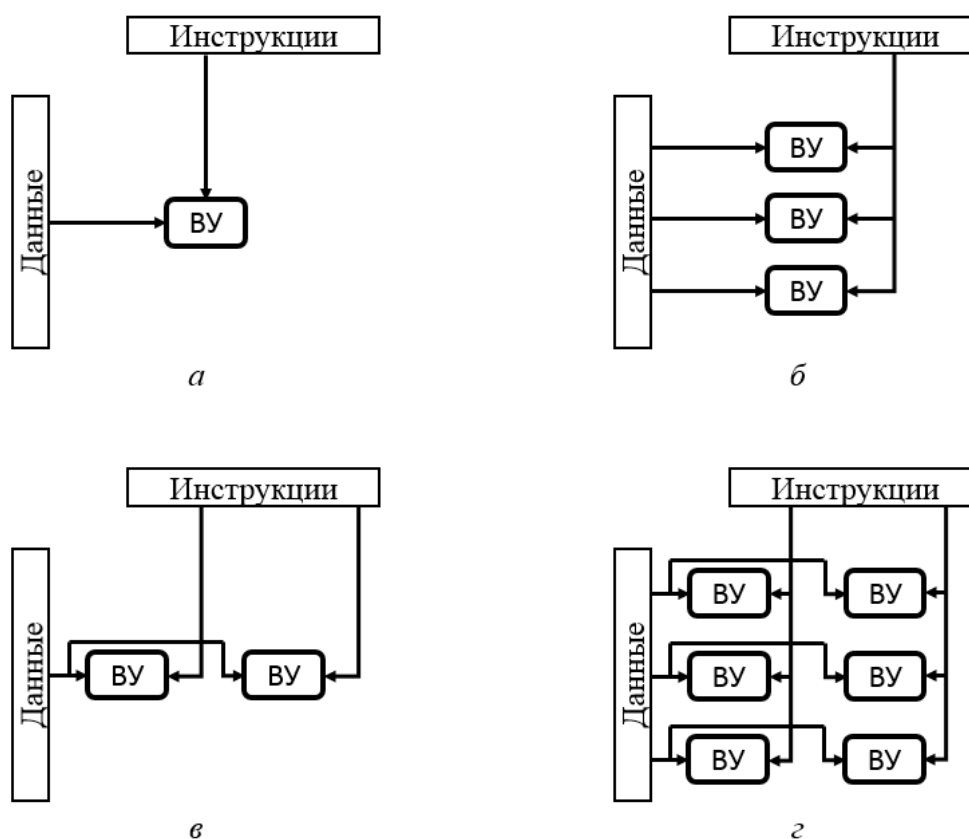 Инструкции
Данные
ВУ
а
Инструкции
Данные
ВУ
ВУ
ВУ
б
Инструкции
Данные
ВУ ВУ
в
Инструкции
Данные
ВУ ВУ
ВУ ВУ
ВУ ВУ
г